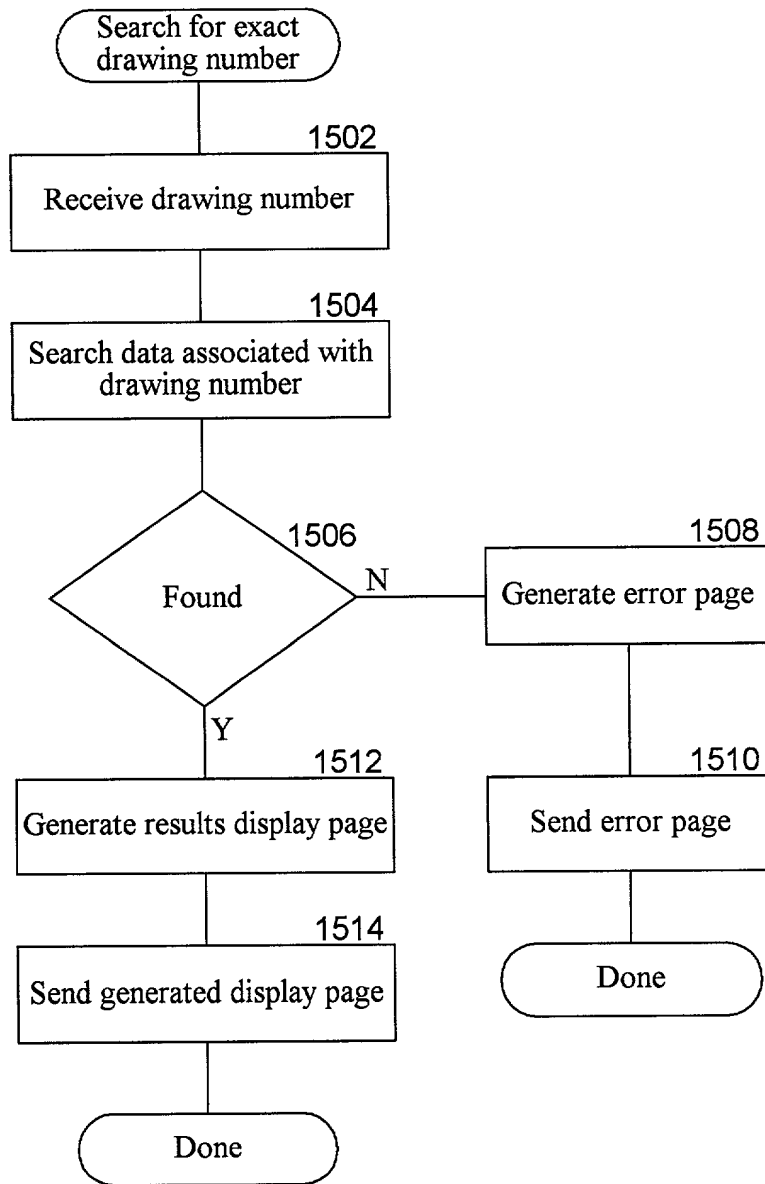 Search for exact
drawing number
1502
Receive drawing number
1504
Search data associated with
drawing number
1506
Found
N
1508
Generate error page
Y
1512
Generate results display page
1510
Send error page
1514
Send generated display page
Done
Done